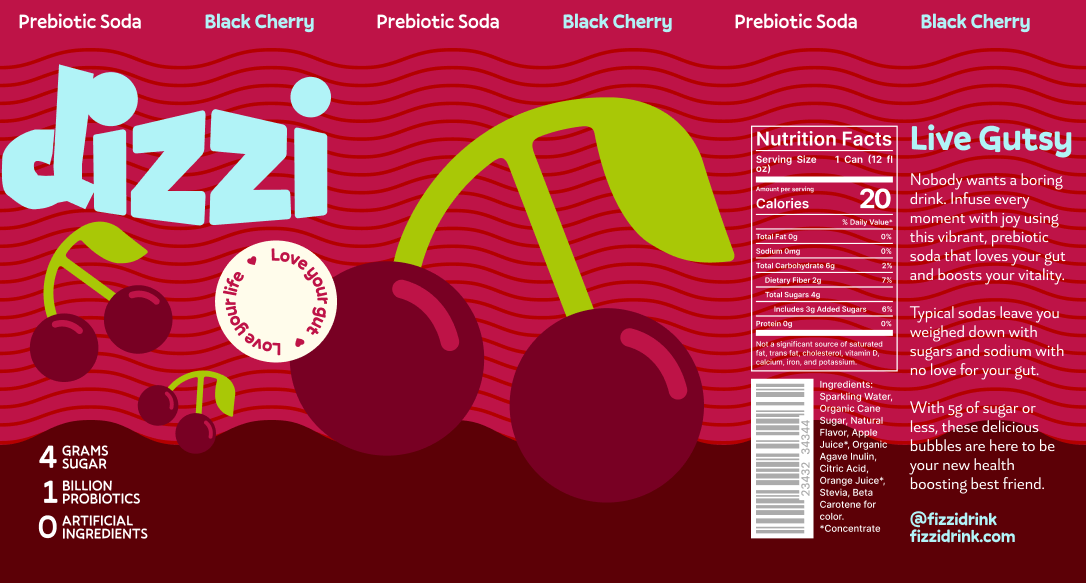 Prebiotic Soda Black Cherry Prebiotic Soda Black Cherry Prebiotic Soda Black Cherry
dizzi
Love your gut
Love your life
4 GRAMS
SUGAR
1 BILLION
PROBIOTICS
0 ARTIFICIAL
INGREDIENTS
Nutrition Facts
Serving Size 1 Can (12 fl
oz)
Amount per serving
Calories 20
% Daily Value*
Total Fat 0g 0%
Sodium 0mg 0%
Total Carbohydrate 6g 2%
Dietary Fiber 2g 7%
Total Sugars 4g
Includes 3g Added Sugars 6%
Protein 0g 0%
Not a significant source of saturated
fat, trans fat, cholesterol, vitamin D,
calcium, iron, and potassium.
23432 34344
Ingredients:
Sparkling Water,
Organic Cane
Sugar, Natural
Flavor, Apple
Juice*, Organic
Agave Inulin,
Citric Acid,
Orange Juice*,
Stevia, Beta
Carotene for
color.
*Concentrate
Live Gutsy
Nobody wants a boring
drink. Infuse every
moment with joy using
this vibrant, prebiotic
soda that loves your gut
and boosts your vitality.
Typical sodas leave you
weighed down with
sugars and sodium with
no love for your gut.
With 5g of sugar or
less, these delicious
bubbles are here to be
your new health
boosting best friend.
@fizzidrink
fizzidrink.com